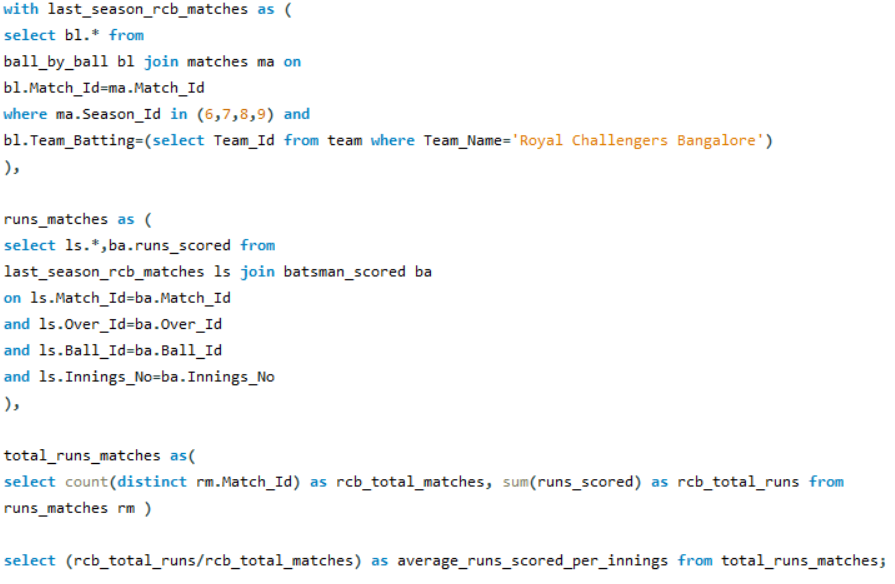 with last_season_rcb_matches as (
select bl.* from
ball_by_ball bl join matches ma on
bl.Match_Id=ma.Match_Id
where ma.Season_Id in (6,7,8,9) and
bl.Team_Batting=(select Team_Id from team where Team_Name='Royal Challengers Bangalore')
),
runs_matches as (
select ls.*,ba.runs_scored from
last_season_rcb_matches ls join batsman_scored ba
on ls.Match_Id=ba.Match_Id
and ls.Over_Id=ba.Over_Id
and ls.Ball_Id=ba.Ball_Id
and ls.Innings_No=ba.Innings_No
),
total_runs_matches as(
select count(distinct rm.Match_Id) as rcb_total_matches, sum(runs_scored) as rcb_total_runs from
runs_matches rm )
select (rcb_total_runs/rcb_total_matches) as average_runs_scored_per_innings from total_runs_matches;